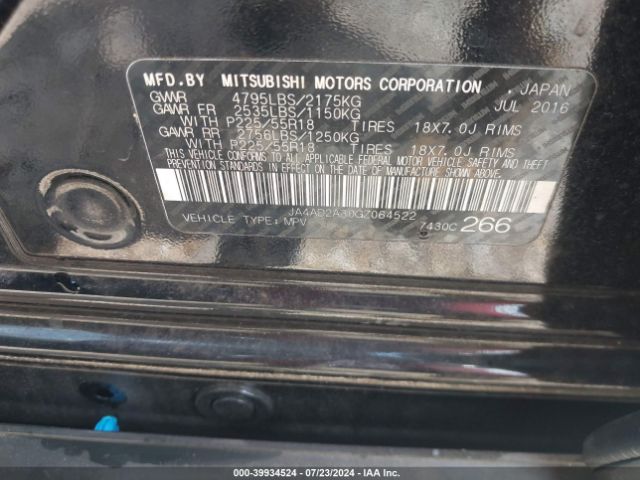 MFD.BY MITSUBISHI MOTORS CORPORATION , JAPAN
GVWR 4795LBS/2175KG JUL 2016
GAWR FR 2535LBS/1150KG
WITH P225/55R18 TIRES 18X7.0J RIMS
GAWR RR 2756LBS/1250KG
WITH P225/55R18 TIRES 18X7.0J RIMS
THIS VEHICLE CONFORMS TO ALL APPLICABLE FEDERAL MOTOR VEHICLE SAFETY AND THEFT
PREVENTION STANDARDS IN EFFECT ON THE DATE OF MANUFACTURE SHOWN ABOVE.
JA4AD2A30GZ064522
VEHICLE TYPE: MPV 7430C 266
000-39934524 | 07/23/2024 | IAA Inc.